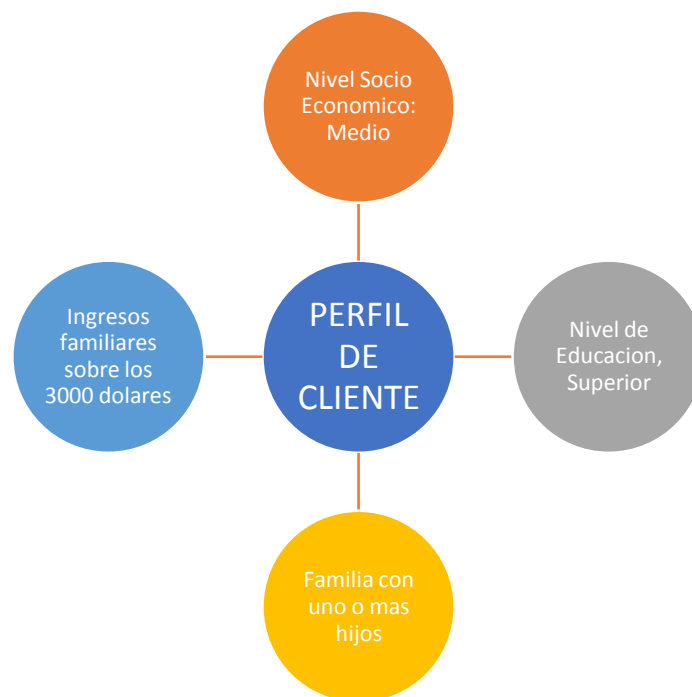 Nivel Socio
Economico:
Medio
Ingresos
familiares
sobre los
3000 dolares
PERFIL
DE
CLIENTE
Nivel de
Educacion,
Superior
Familia con
uno o mas
hijos